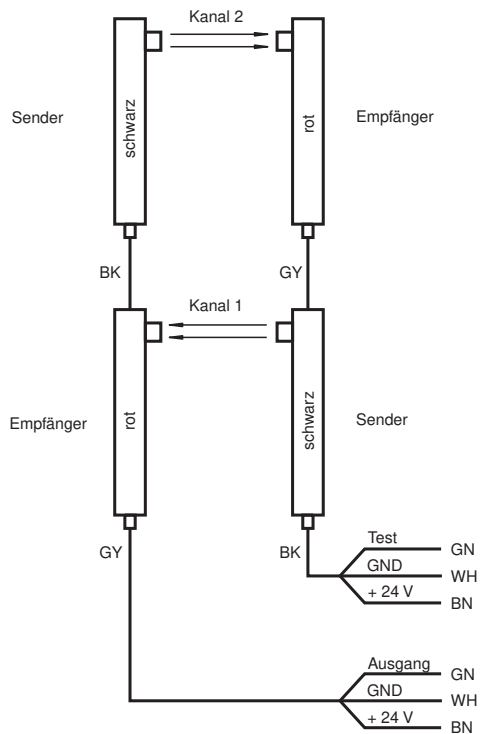 Kanal 2
Sender
schwarz
rot
Empfänger
BK
GY
Kanal 1
Empfänger
rot
schwarz
Sender
GY
BK
Test
GN
GND
WH
+ 24 V
BN
Ausgang
GN
GND
WH
+ 24 V
BN